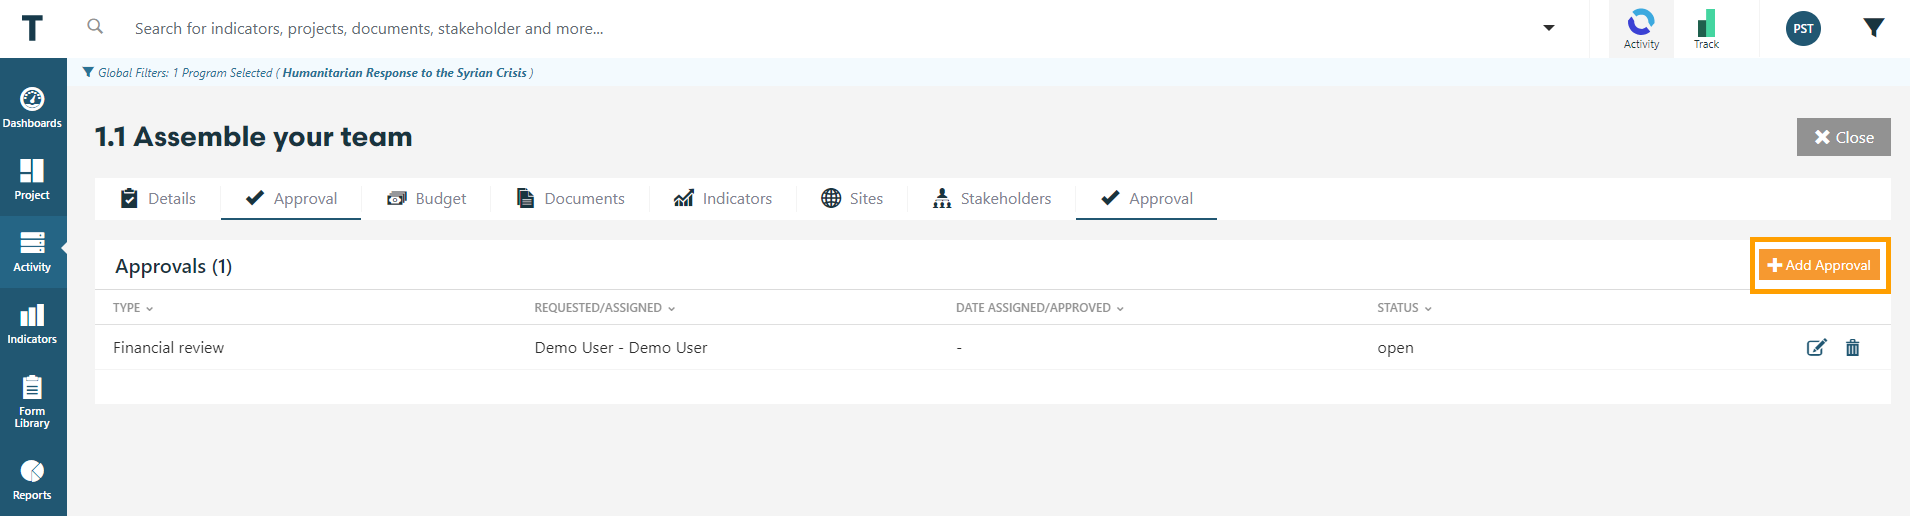 T
Search for indicators, projects, documents, stakeholder and more...
Activity
Track
PST
Global Filters: 1 Program Selected ( Humanitarian Response to the Syrian Crisis )
Dashboards
Project
Activity
Indicators
Form
Library
Reports
1.1 Assemble your team
Close
Details
Approval
Budget
Documents
Indicators
Sites
Stakeholders
Approval
Approvals (1)
Add Approval
TYPE
REQUESTED/ASSIGNED
DATE ASSIGNED/APPROVED
STATUS
Financial review
Demo User - Demo User
-
open